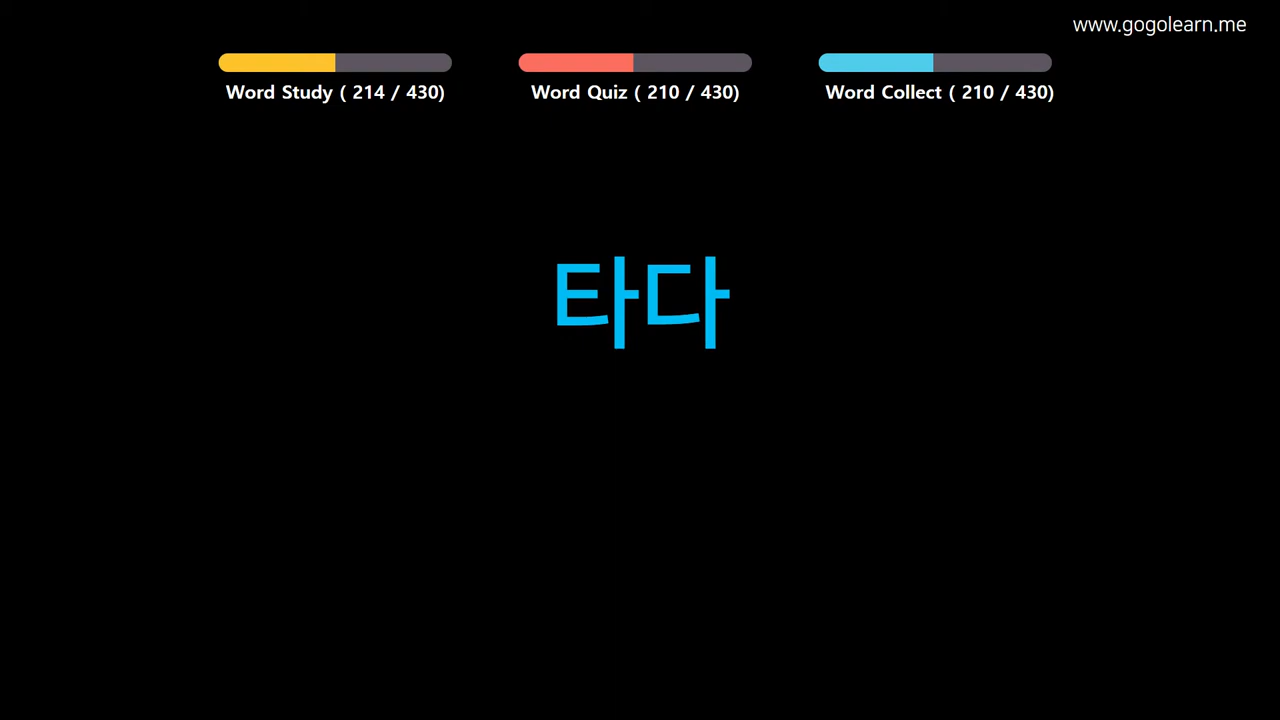 www.gogolearn.me
Word Study ( 214 / 430)
Word Quiz ( 210 / 430)
Word Collect ( 210 / 430)
타다